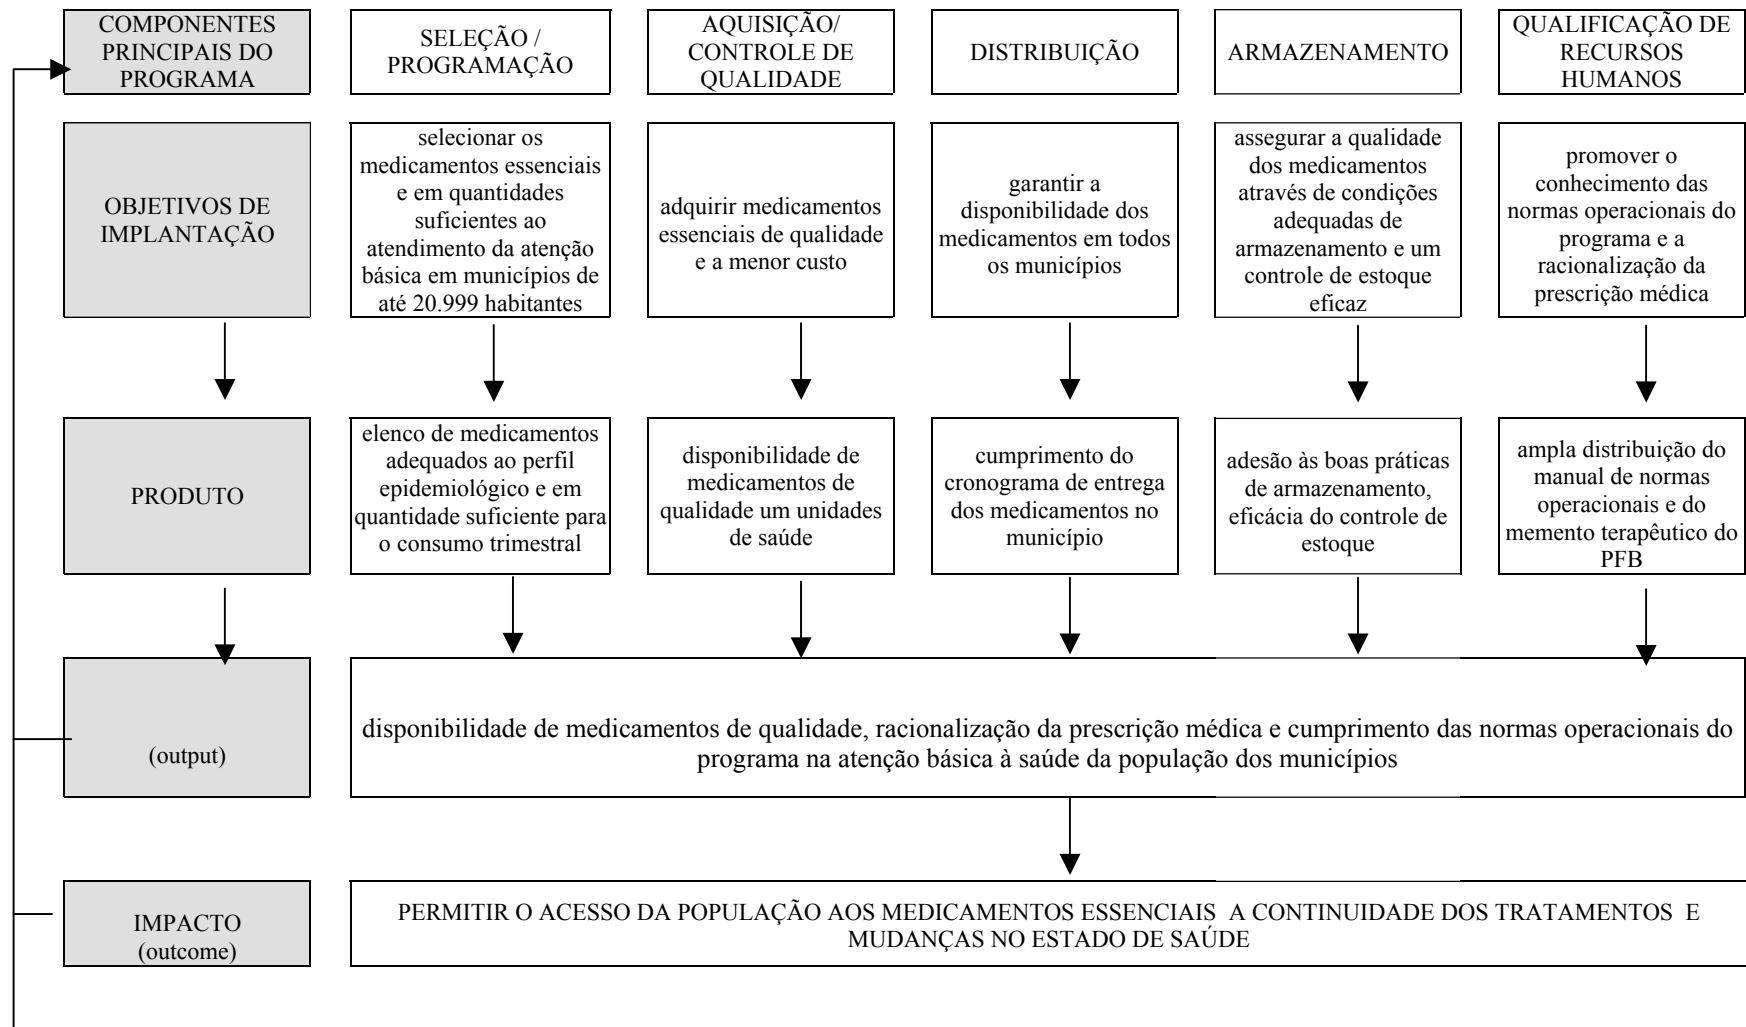 COMPONENTES
PRINCIPAIS DO
PROGRAMA
SELEÇÃO /
PROGRAMAÇÃO
AQUISIÇÃO/
CONTROLE DE
QUALIDADE
DISTRIBUIÇÃO
ARMAZENAMENTO
QUALIFICAÇÃO DE
RECURSOS
HUMANOS
OBJETIVOS DE
IMPLANTAÇÃO
selecionar os
medicamentos essenciais
e em quantidades
suficientes ao
atendimento da atenção
básica em municípios de
até 20.999 habitantes
adquirir medicamentos
essenciais de qualidade
e a menor custo
garantir a
disponibilidade dos
medicamentos em todos
os municípios
assegurar a qualidade
dos medicamentos
através de condições
adequadas de
armazenamento e um
controle de estoque
eficaz
promover o
conhecimento das
normas operacionais do
programa e a
racionalização da
prescrição médica
PRODUTO
elenco de medicamentos
adequados ao perfil
epidemiológico e em
quantidade suficiente para
o consumo trimestral
disponibilidade de
medicamentos de
qualidade um unidades
de saúde
cumprimento do
cronograma de entrega
dos medicamentos no
município
adesão às boas práticas
de armazenamento,
eficácia do controle de
estoque
ampla distribuição do
manual de normas
operacionais e do
memento terapêutico do
PFB
(output)
disponibilidade de medicamentos de qualidade, racionalização da prescrição médica e cumprimento das normas operacionais do
programa na atenção básica à saúde da população dos municípios
IMPACTO
(outcome)
PERMITIR O ACESSO DA POPULAÇÃO AOS MEDICAMENTOS ESSENCIAIS A CONTINUIDADE DOS TRATAMENTOS E
MUDANÇAS NO ESTADO DE SAÚDE